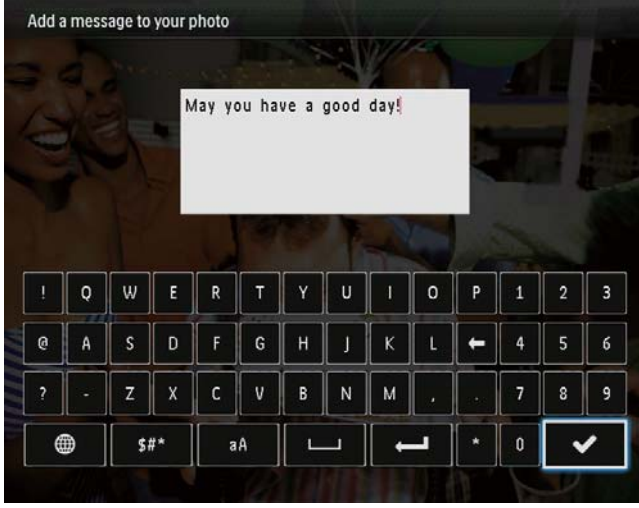 Add a message to your photo
May you have a good day!
! Q W E R T Y U I O P 1 2 3
@ A S D F G H J K L 4 5 6
? - Z X C V B N M , . 7 8 9
$#* aA * 0